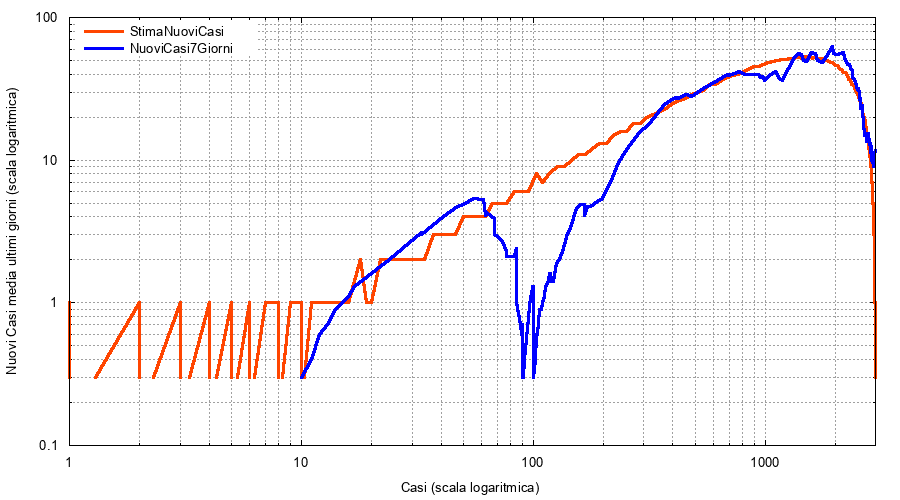 100
StimaNuoviCasi
NuoviCasi7Giorni
10
1
0.1
Nuovi Casi media ultimi giorni (scala logaritmica)
1
10
100
1000
Casi (scala logaritmica)